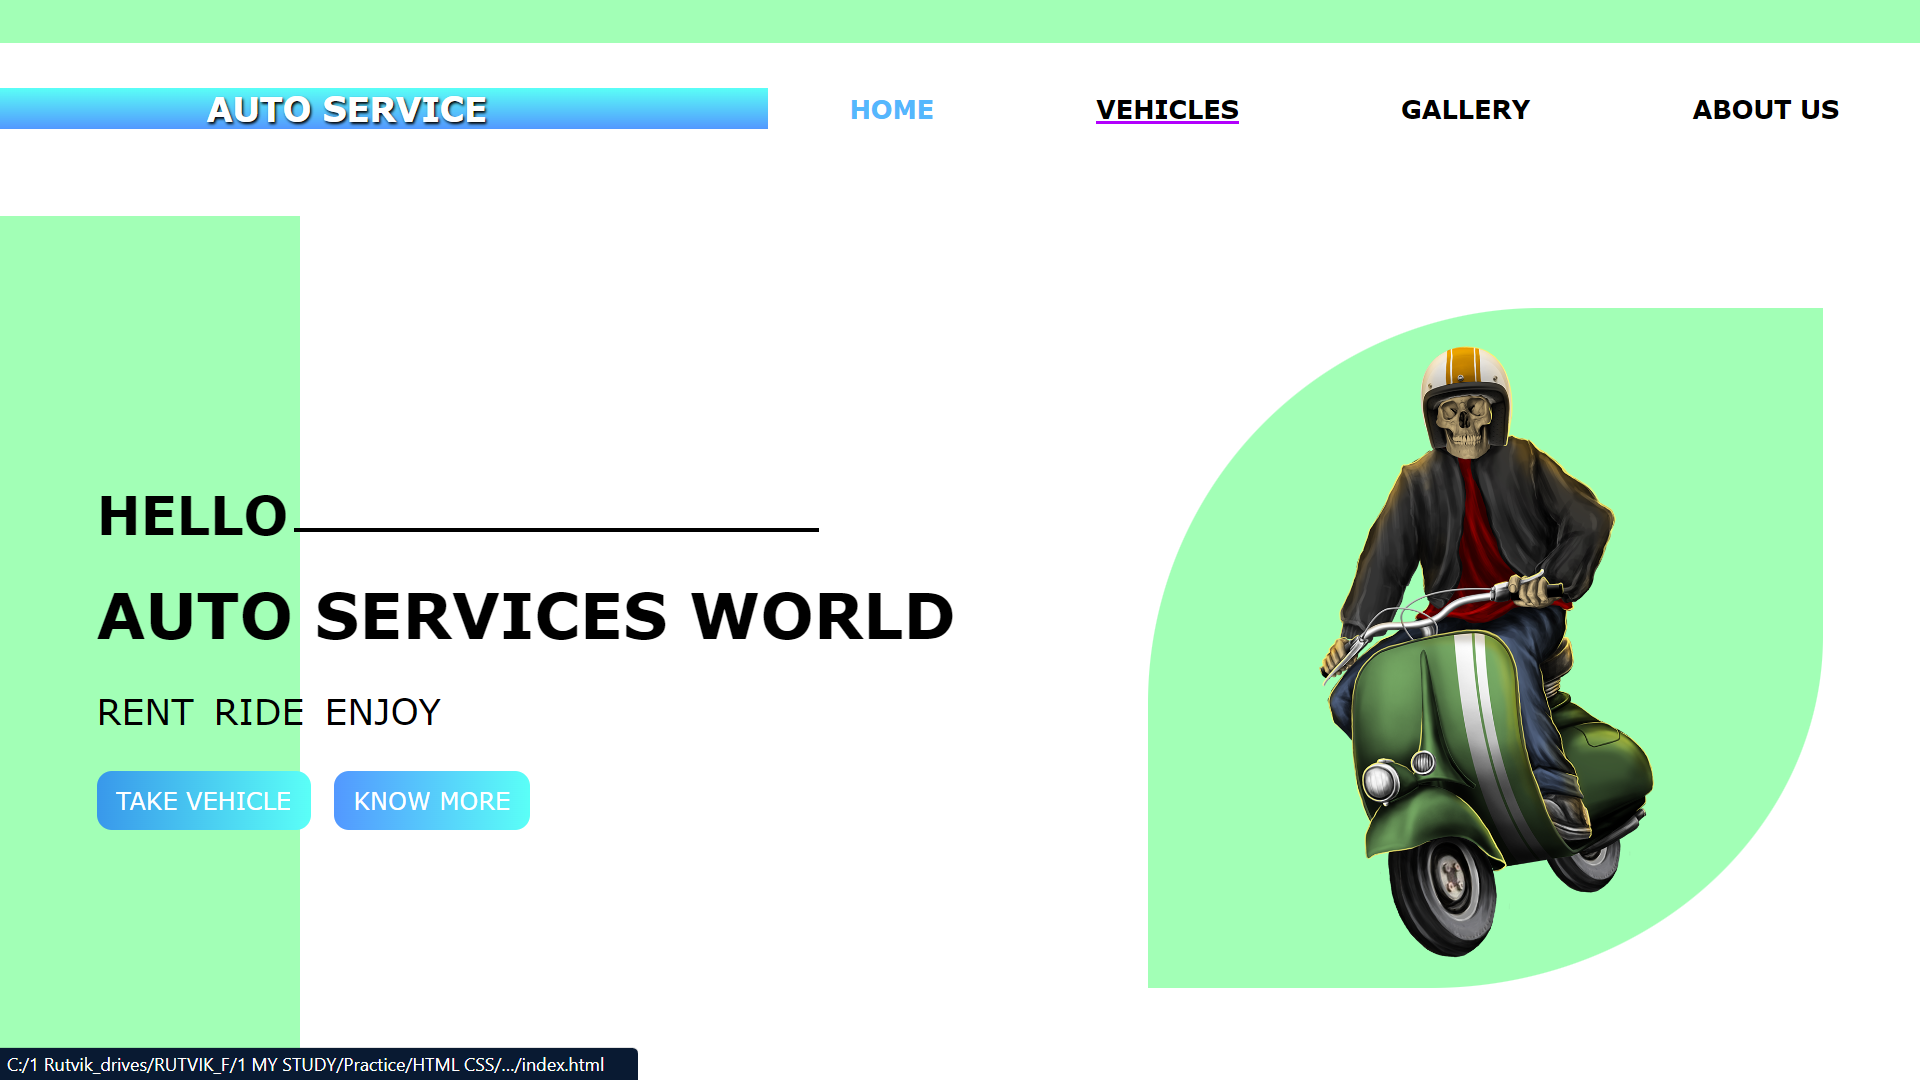 AUTO SERVICE HOME VEHICLES GALLERY ABOUT US
HELLO
AUTO SERVICES WORLD
RENT RIDE ENJOY
TAKE VEHICLE KNOW MORE
C:/1 Rutvik_drives/RUTVIK_F/1 MY STUDY/Practice/HTML CSS/.../index.html